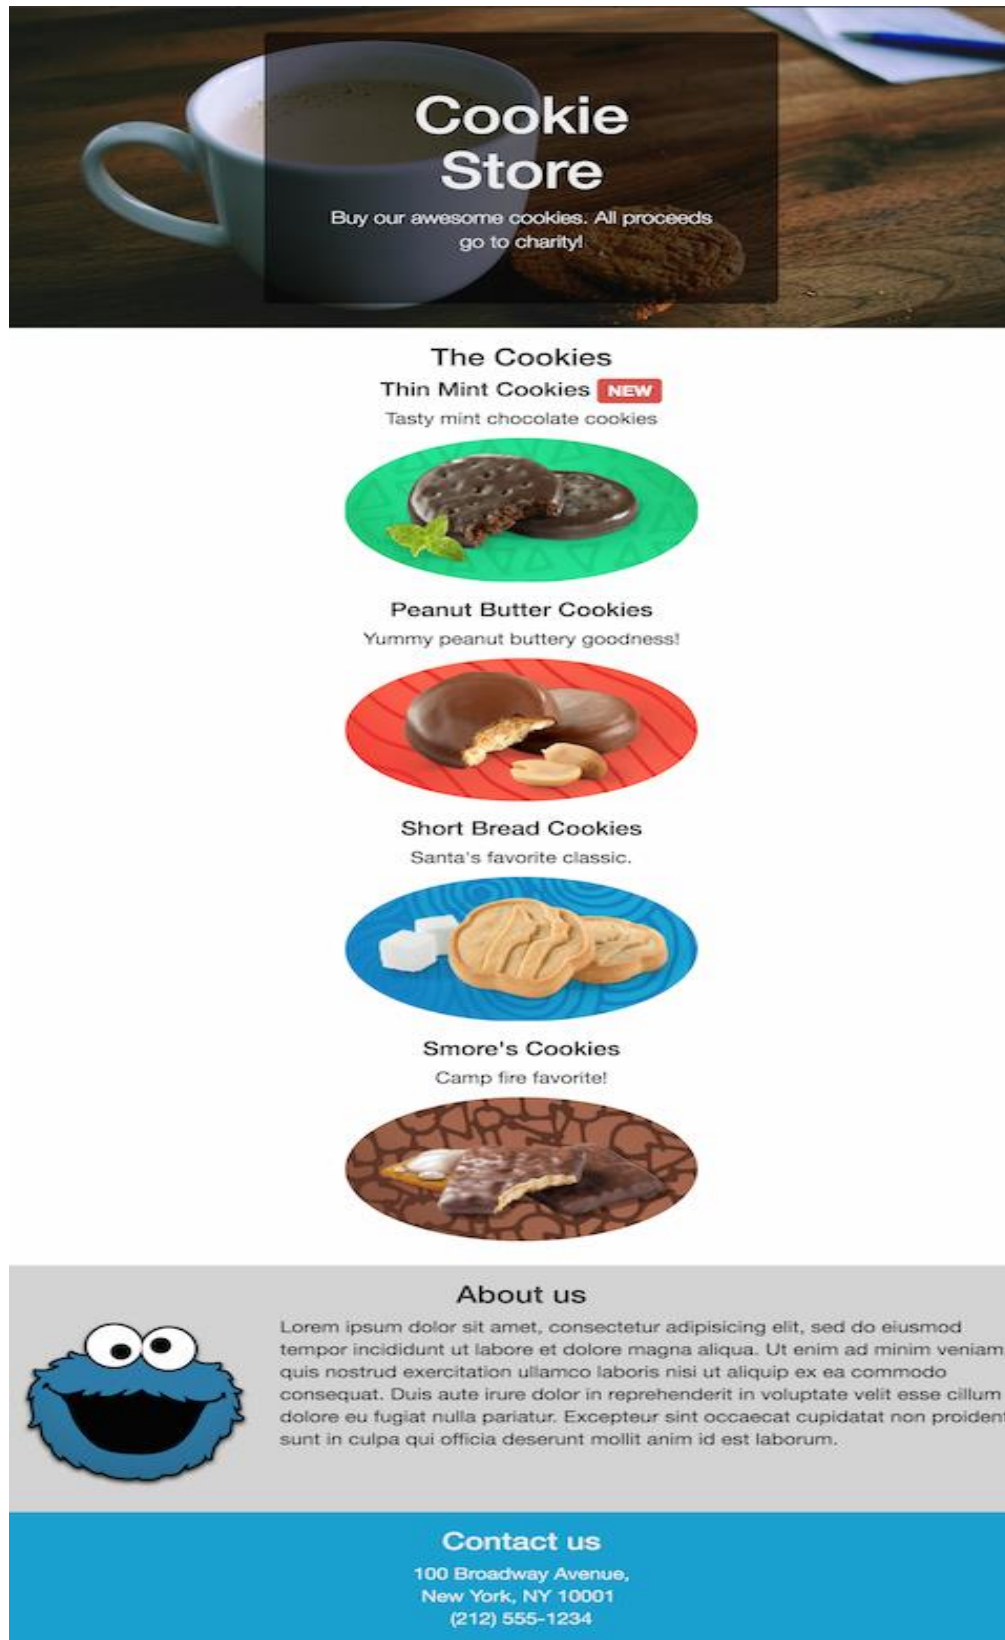 Cookie
Store
Buy our awesome cookies. All proceeds
go to charity!
The Cookies
Thin Mint Cookies NEW
Tasty mint chocolate cookies
Peanut Butter Cookies
Yummy peanut buttery goodness!
Short Bread Cookies
Santa's favorite classic.
Smore's Cookies
Camp fire favorite!
About us
Lorem ipsum dolor sit amet, consectetur adipisicing elit, sed do eiusmod
tempor incididunt ut labore et dolore magna aliqua. Ut enim ad minim veniam
quis nostrud exercitation ullamco laboris nisi ut aliquip ex ea commodo
consequat. Duis aute irure dolor in reprehenderit in voluptate velit esse cillum
dolore eu fugiat nulla pariatur. Excepteur sint occaecat cupidatat non proident
sunt in culpa qui officia deserunt mollit anim id est laborum.
Contact us
100 Broadway Avenue,
New York, NY 10001
(212) 555-1234